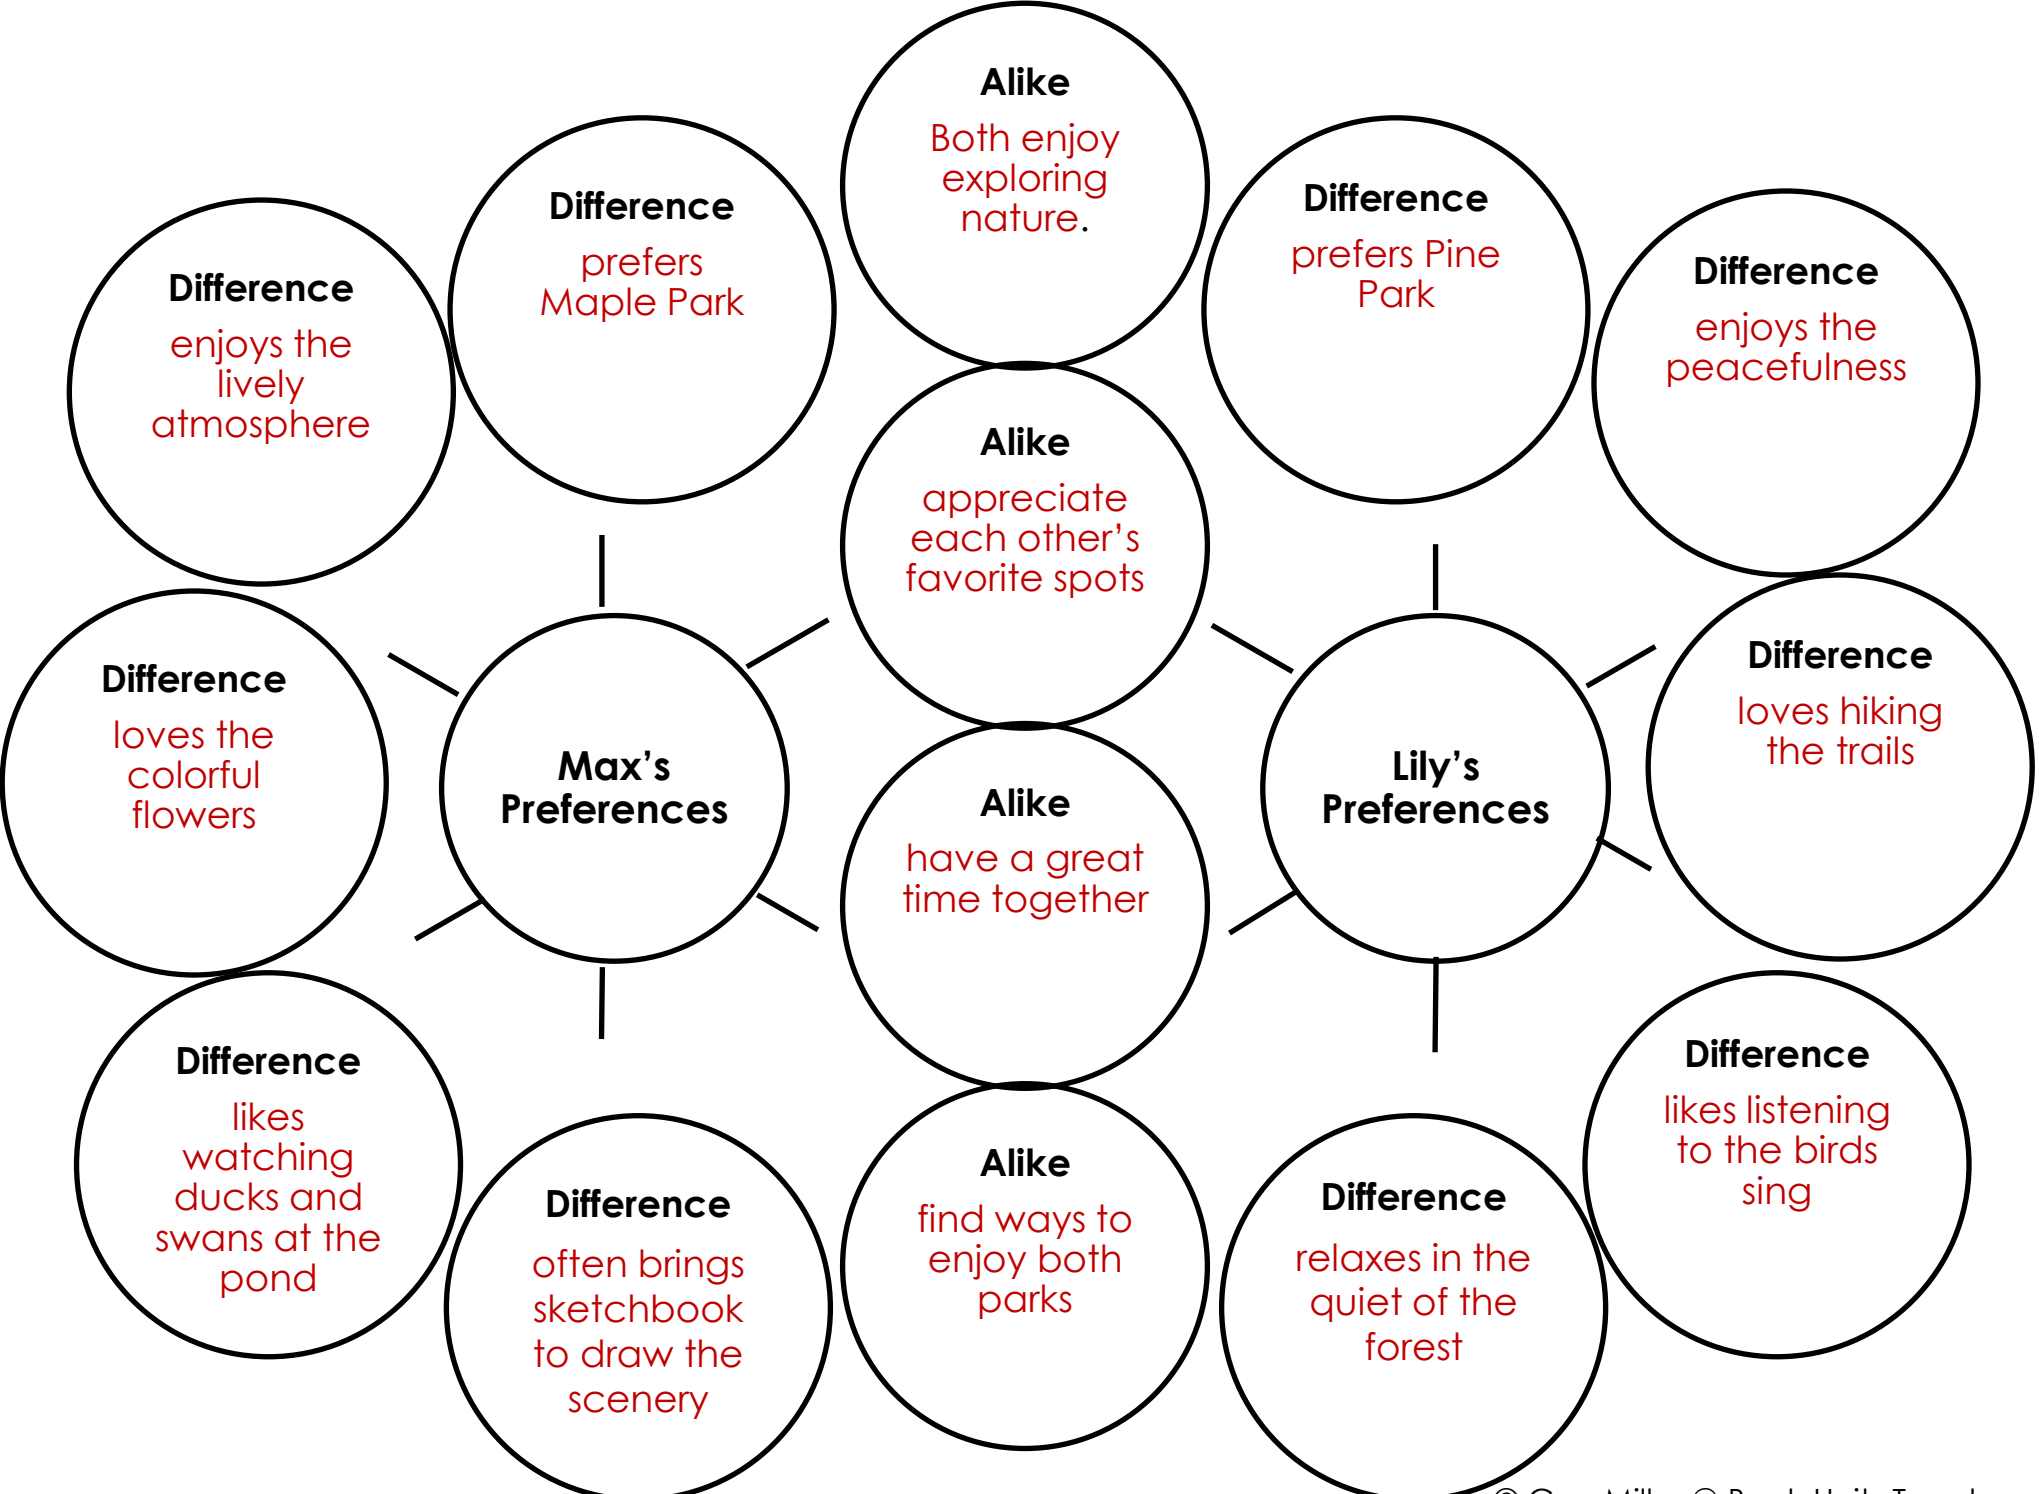 Alike
Both enjoy
exploring
nature.
Difference
prefers
Maple Park
Difference
prefers Pine
Park
Difference
enjoys the
lively
atmosphere
Difference
enjoys the
peacefulness
Alike
appreciate
each other’s
favorite spots
Difference
loves the
colorful
flowers
Max’s
Preferences
Alike
have a great
time together
Lily’s
Preferences
Difference
loves hiking
the trails
Difference
likes
watching
ducks and
swans at the
pond
Difference
often brings
sketchbook
to draw the
scenery
Alike
find ways to
enjoy both
parks
Difference
relaxes in the
quiet of the
forest
Difference
likes listening
to the birds
sing